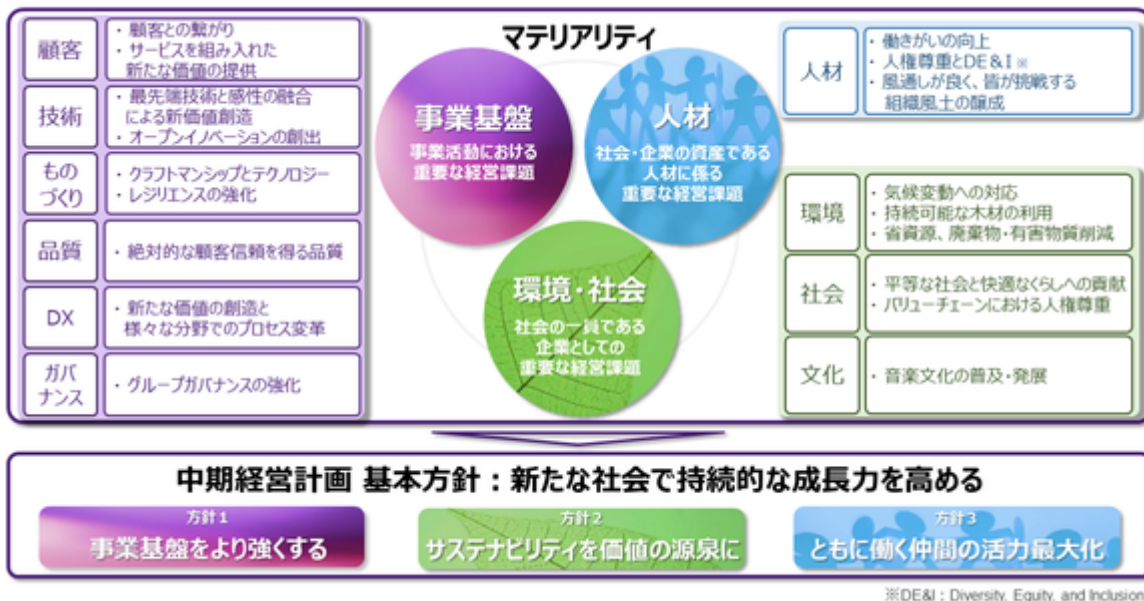 マテリアリティ
顧客
・ 顧客との繋がり
・ サービスを組み入れた
新たな価値の提供
技術
・ 最先端技術と感性の融合
による新価値創造
・ オープンイノベーションの創出
もの
づくり
・ クラフトマンシップとテクノロジー
・ レジリエンスの強化
品質
・ 絶対的な顧客信頼を得る品質
DX
・ 新たな価値の創造と
様々な分野でのプロセス変革
ガバ
ナンス
・ グループガバナンスの強化
事業基盤
事業活動における
重要な経営課題
人材
社会・企業の資産である
人材に係る
重要な経営課題
環境・社会
社会の一員である
企業としての
重要な経営課題
人材
・ 働きがいの向上
・ 人権尊重とDE&I ※
・ 風通しが良く、皆が挑戦する
組織風土の醸成
環境
・ 気候変動への対応
・ 持続可能な木材の利用
・ 省資源、廃棄物・有害物質削減
社会
・ 平等な社会と快適なくらしへの貢献
・ バリューチェーンにおける人権尊重
文化
・ 音楽文化の普及・発展
中期経営計画 基本方針：新たな社会で持続的な成長力を高める
方針1
事業基盤をより強くする
方針2
サステナビリティを価値の源泉に
方針3
ともに働く仲間の活力最大化
※DE&I : Diversity, Equity, and Inclusion